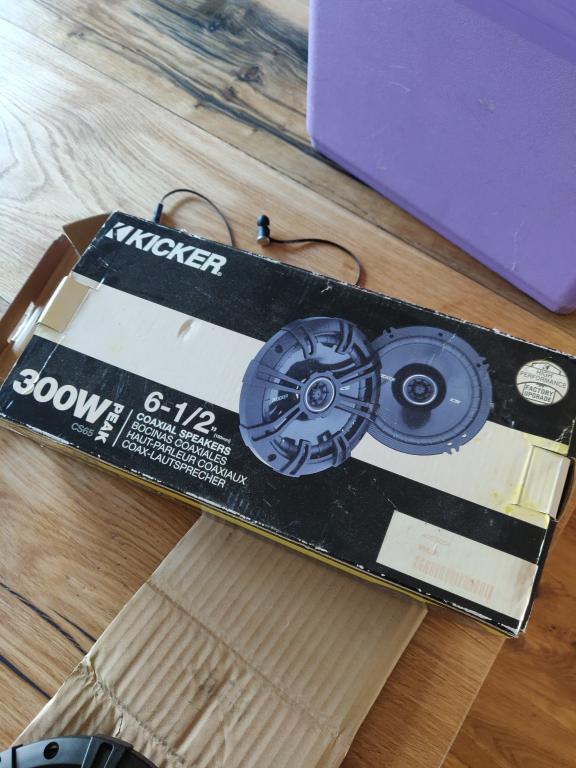 KICKER®
300W PEAK
CS65
6-1/2"
(165mm)
COAXIAL SPEAKERS
BOCINAS COAXIALES
HAUT-PARLEUR COAXIAUX
COAX-LAUTSPRECHER
HIGH
PERFORMANCE
FACTORY
UPGRADE